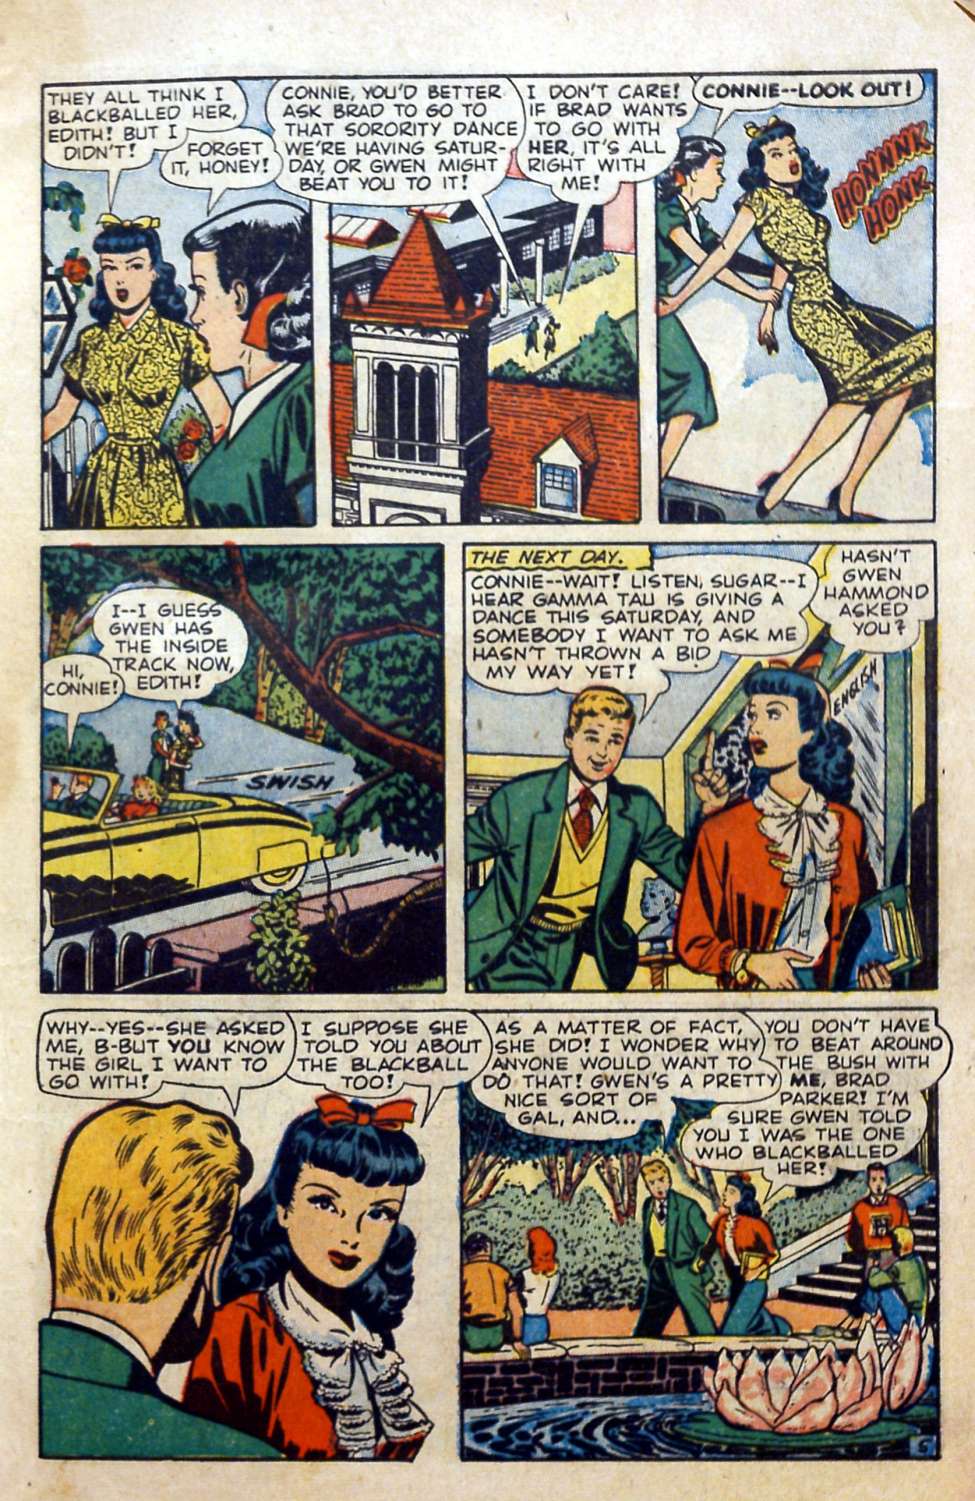 THEY ALL THINK I
BLACKBALLED HER,
EDITH! BUT I
DIDN'T!
FORGET
IT, HONEY!
CONNIE, YOU'D BETTER
ASK BRAD TO GO TO
THAT SORORITY DANCE
WE'RE HAVING SATUR-
DAY, OR GWEN MIGHT
BEAT YOU TO IT!
I DON'T CARE!
IF BRAD WANTS
TO GO WITH
HER, IT'S ALL
RIGHT WITH
ME!
CONNIE--LOOK OUT!
HONNNK
HONK
HI,
CONNIE!
I--I GUESS
GWEN HAS
THE INSIDE
TRACK NOW,
EDITH!
SWISH
THE NEXT DAY.
CONNIE--WAIT! LISTEN, SUGAR--I
HEAR GAMMA TAU IS GIVING A
DANCE THIS SATURDAY, AND
SOMEBODY I WANT TO ASK ME
HASN'T THROWN A BID
MY WAY YET!
HASN'T
GWEN
HAMMOND
ASKED
YOU?
ENGLISH
WHY--YES--SHE ASKED
ME, B-BUT YOU KNOW
THE GIRL I WANT TO
GO WITH!
I SUPPOSE SHE
TOLD YOU ABOUT
THE BLACKBALL
TOO!
AS A MATTER OF FACT,
SHE DID! I WONDER WHY
ANYONE WOULD WANT TO
DO THAT! GWEN'S A PRETTY
NICE SORT OF
GAL, AND...
YOU DON'T HAVE
TO BEAT AROUND
THE BUSH WITH
ME, BRAD
PARKER! I'M
SURE GWEN TOLD
YOU I WAS THE ONE
WHO BLACKBALLED
HER!